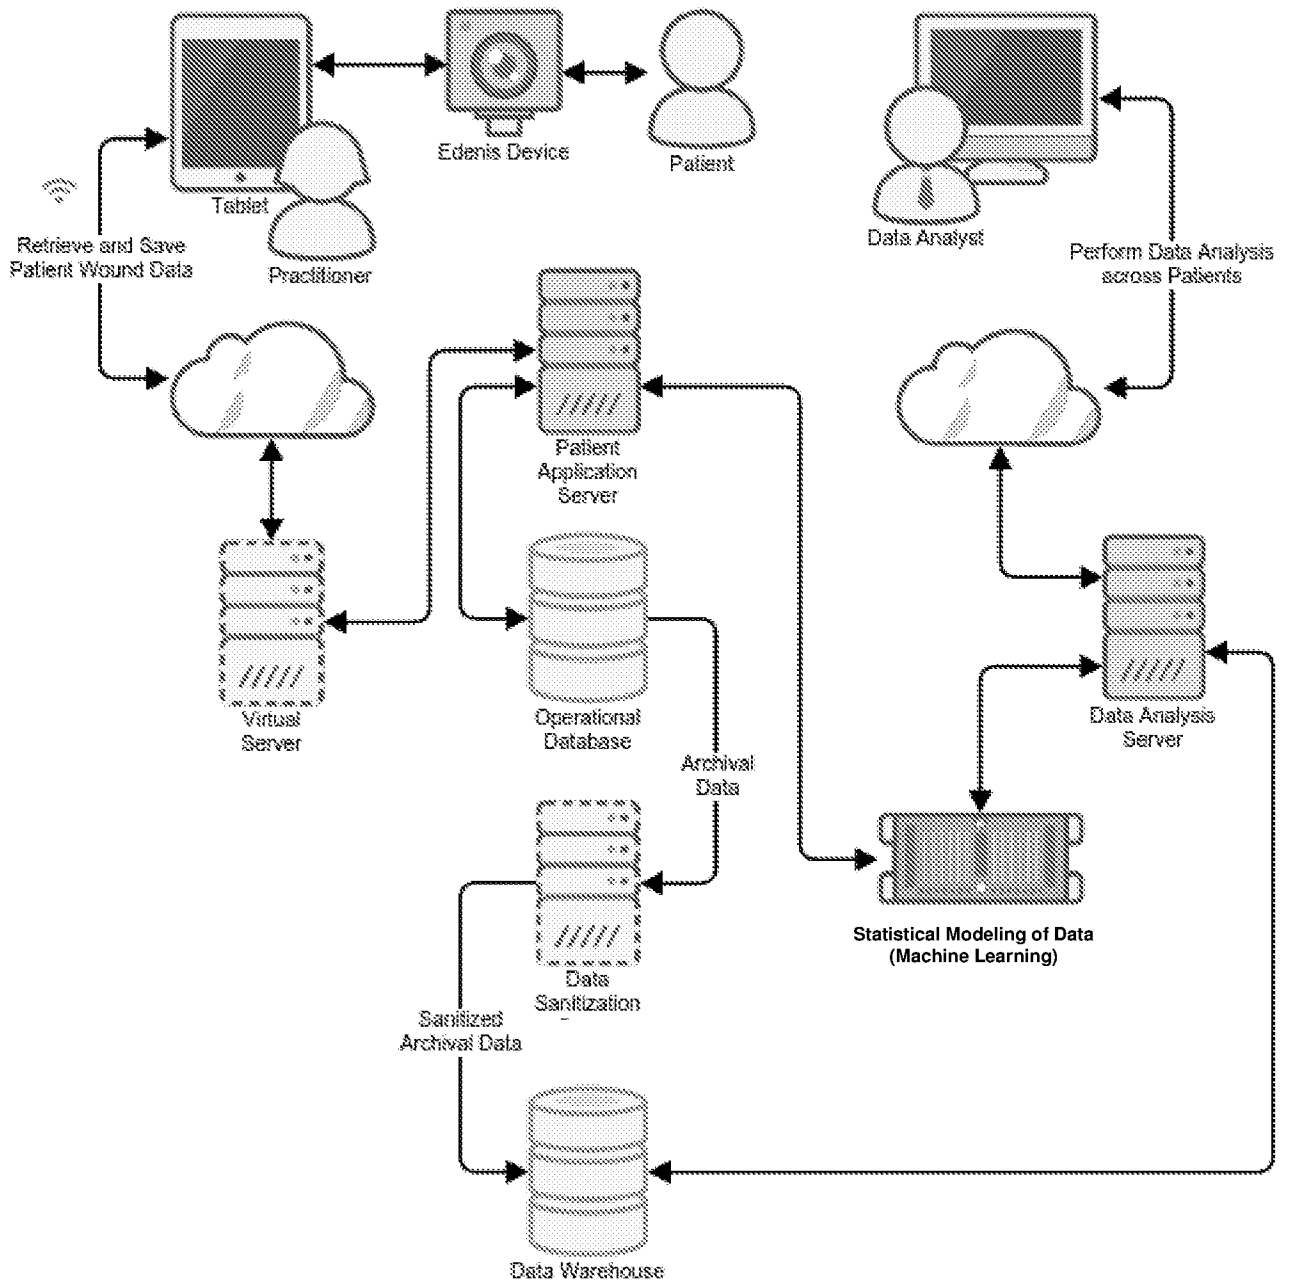 Tablet
Practitioner
Edenis Device
Patient
Data Analyst
Retrieve and Save
Patient Wound Data
Perform Data Analysis
across Patients
Patient
Application
Server
Virtual
Server
Operational
Database
Archival
Data
Data Analysis
Server
Statistical Modeling of Data
(Machine Learning)
Data
Sanitization
Sanitized
Archival Data
Data Warehouse